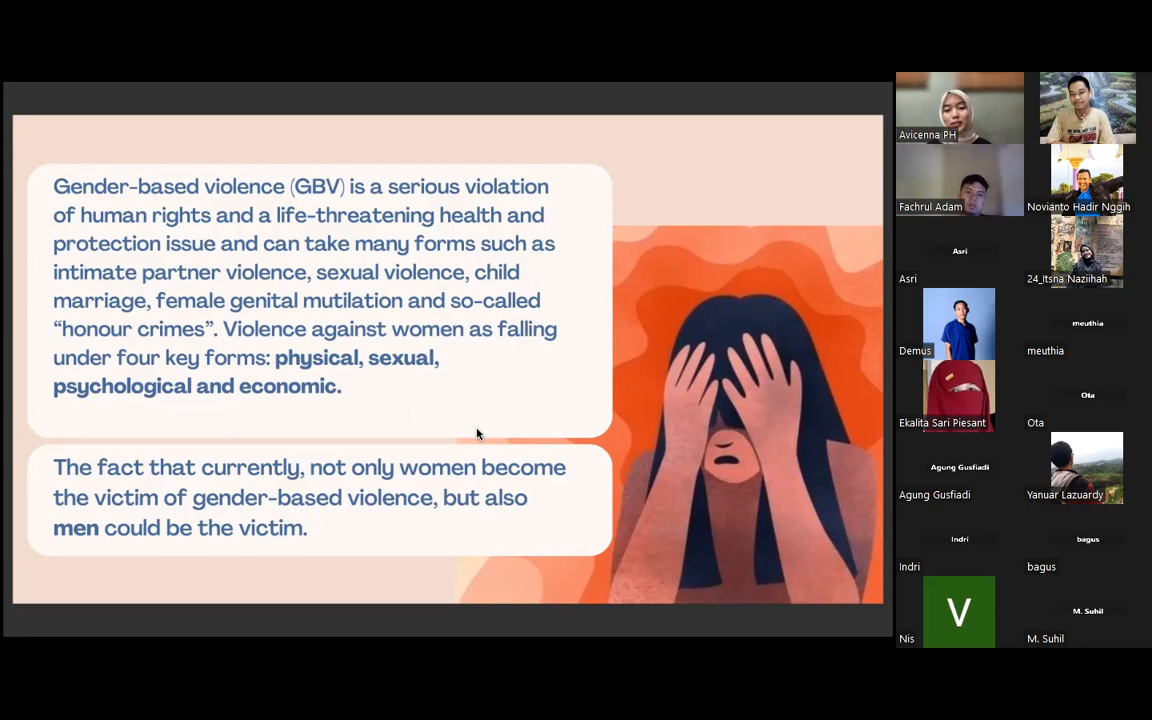 Gender-based violence (GBV) is a serious violation
of human rights and a life-threatening health and
protection issue and can take many forms such as
intimate partner violence, sexual violence, child
marriage, female genital mutilation and so-called
“honour crimes”. Violence against women as falling
under four key forms: physical, sexual,
psychological and economic.
The fact that currently, not only women become
the victim of gender-based violence, but also
men could be the victim.
Avicenna PH
Fachrul Adam
Novianto Hadir Nggih
Asri
Asri
24_Itsna Naziihah
Demus
meuthia
meuthia
Ekalita Sari Piesant
Ota
Ota
Agung Gusfiadi
Agung Gusfiadi
Yanuar Lazuardy
Indri
Indri
bagus
bagus
V
Nis
M. Suhil
M. Suhil